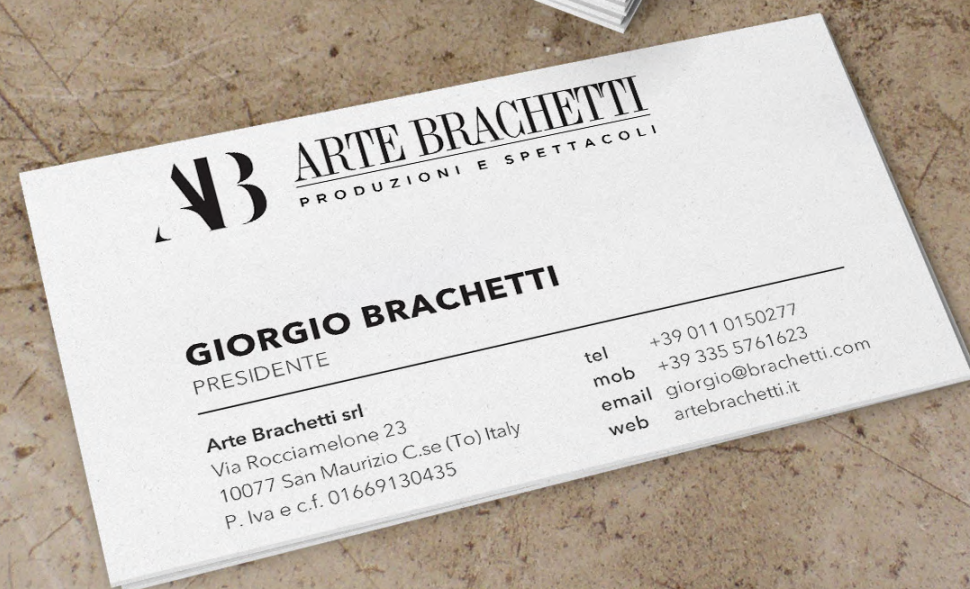 AB
ARTE BRACHETTI
PRODUZIONI E SPETTACOLI
GIORGIO BRACHETTI
PRESIDENTE
Arte Brachetti srl
Via Rocciamelone 23
10077 San Maurizio C.se (To) Italy
P. Iva e c.f. 01669130435
tel +39 011 0150277
mob +39 335 5761623
email giorgio@brachetti.com
web artebrachetti.it